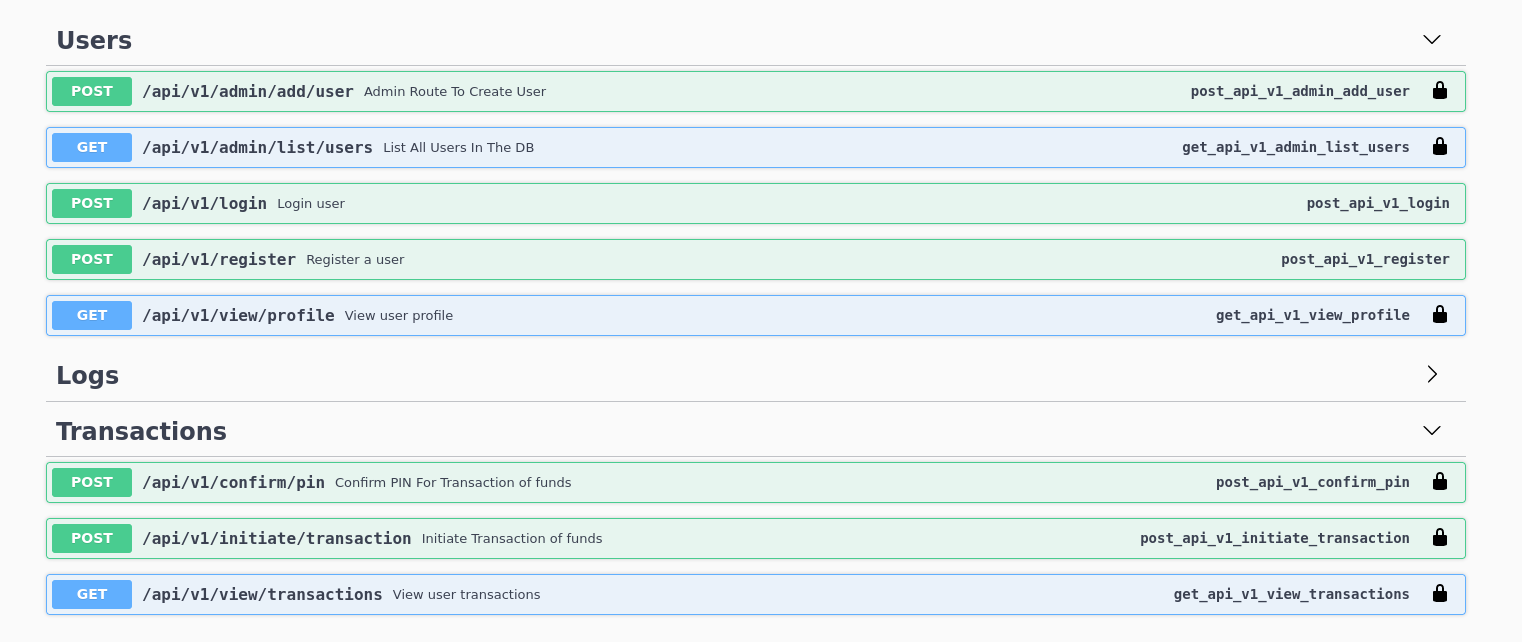 Users
POST /api/v1/admin/add/user Admin Route To Create User post_api_v1_admin_add_user
GET /api/v1/admin/list/users List All Users In The DB get_api_v1_admin_list_users
POST /api/v1/login Login user post_api_v1_login
POST /api/v1/register Register a user post_api_v1_register
GET /api/v1/view/profile View user profile get_api_v1_view_profile
Logs
Transactions
POST /api/v1/confirm/pin Confirm PIN For Transaction of funds post_api_v1_confirm_pin
POST /api/v1/initiate/transaction Initiate Transaction of funds post_api_v1_initiate_transaction
GET /api/v1/view/transactions View user transactions get_api_v1_view_transactions